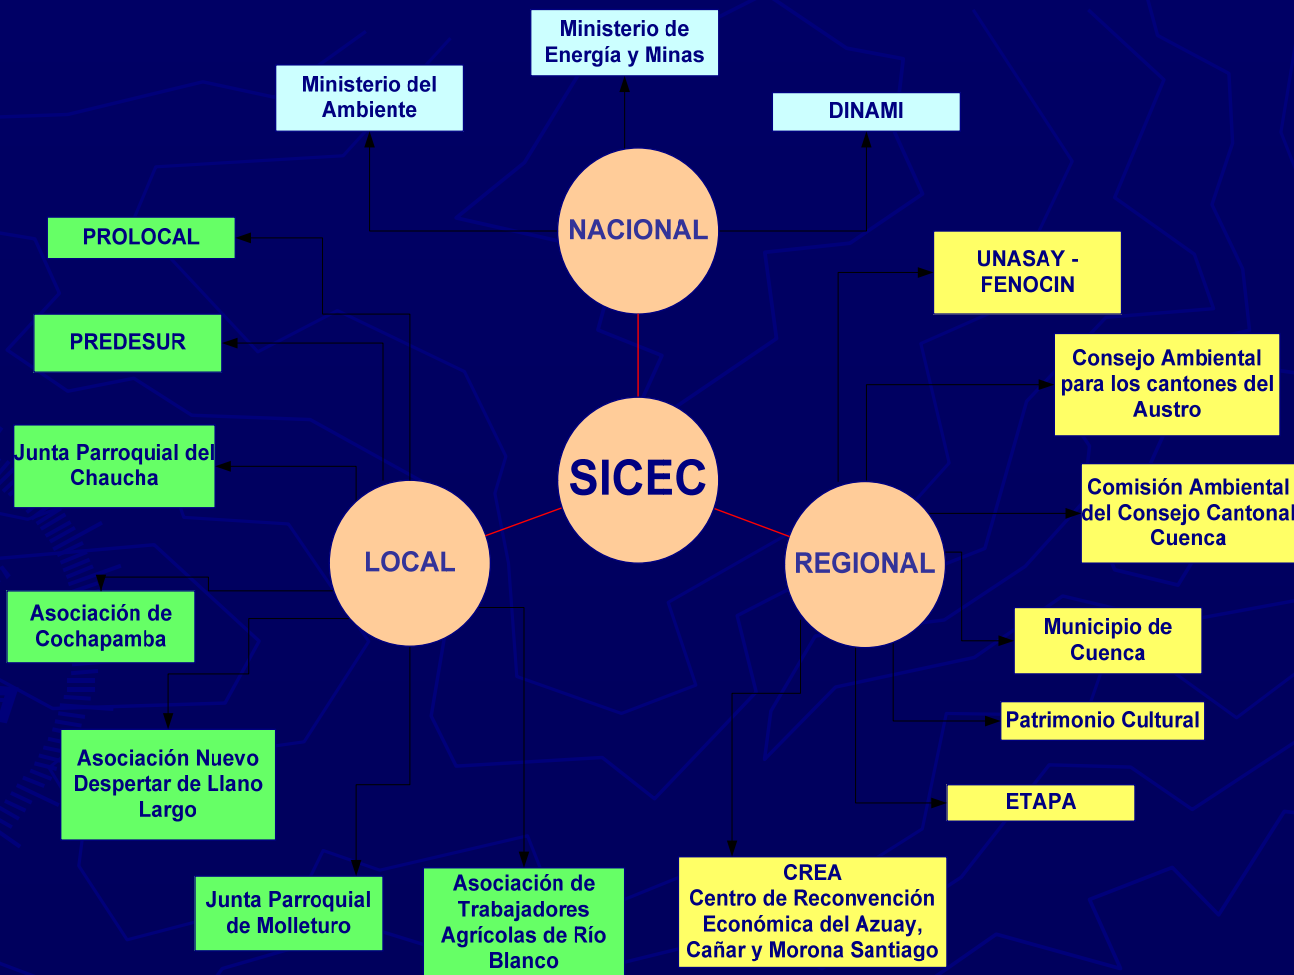 Ministerio de
Energía y Minas
Ministerio del
Ambiente
DINAMI
NACIONAL
PROLOCAL
UNASAY -
FENOCIN
PREDESUR
Consejo Ambiental
para los cantones del
Austro
Junta Parroquial del
Chaucha
SICEC
Comisión Ambiental
del Consejo Cantonal
Cuenca
LOCAL
REGIONAL
Asociación de
Cochapamba
Municipio de
Cuenca
Patrimonio Cultural
Asociación Nuevo
Despertar de Llano
Largo
ETAPA
Junta Parroquial
de Molleturo
Asociación de
Trabajadores
Agrícolas de Río
Blanco
CREA
Centro de Reconvención
Económica del Azuay,
Cañar y Morona Santiago